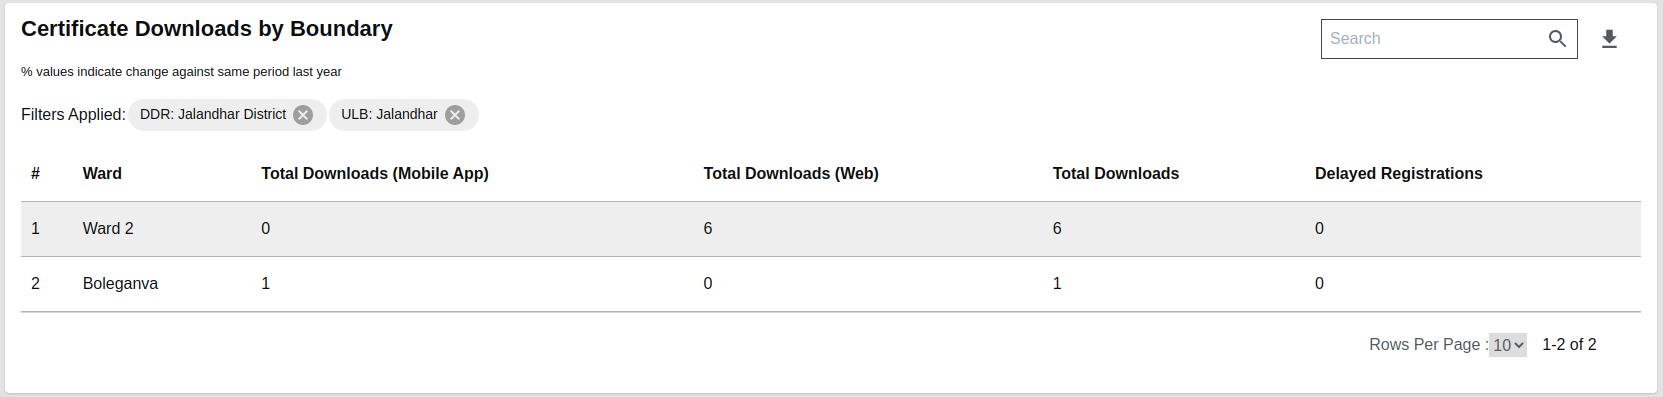 Certificate Downloads by Boundary
Search
% values indicate change against same period last year
Filters Applied: DDR: Jalandhar District ULB: Jalandhar
# Ward Total Downloads (Mobile App) Total Downloads (Web) Total Downloads Delayed Registrations
1 Ward 2 0 6 6 0
2 Boleganva 1 0 1 0
Rows Per Page : 10 1-2 of 2